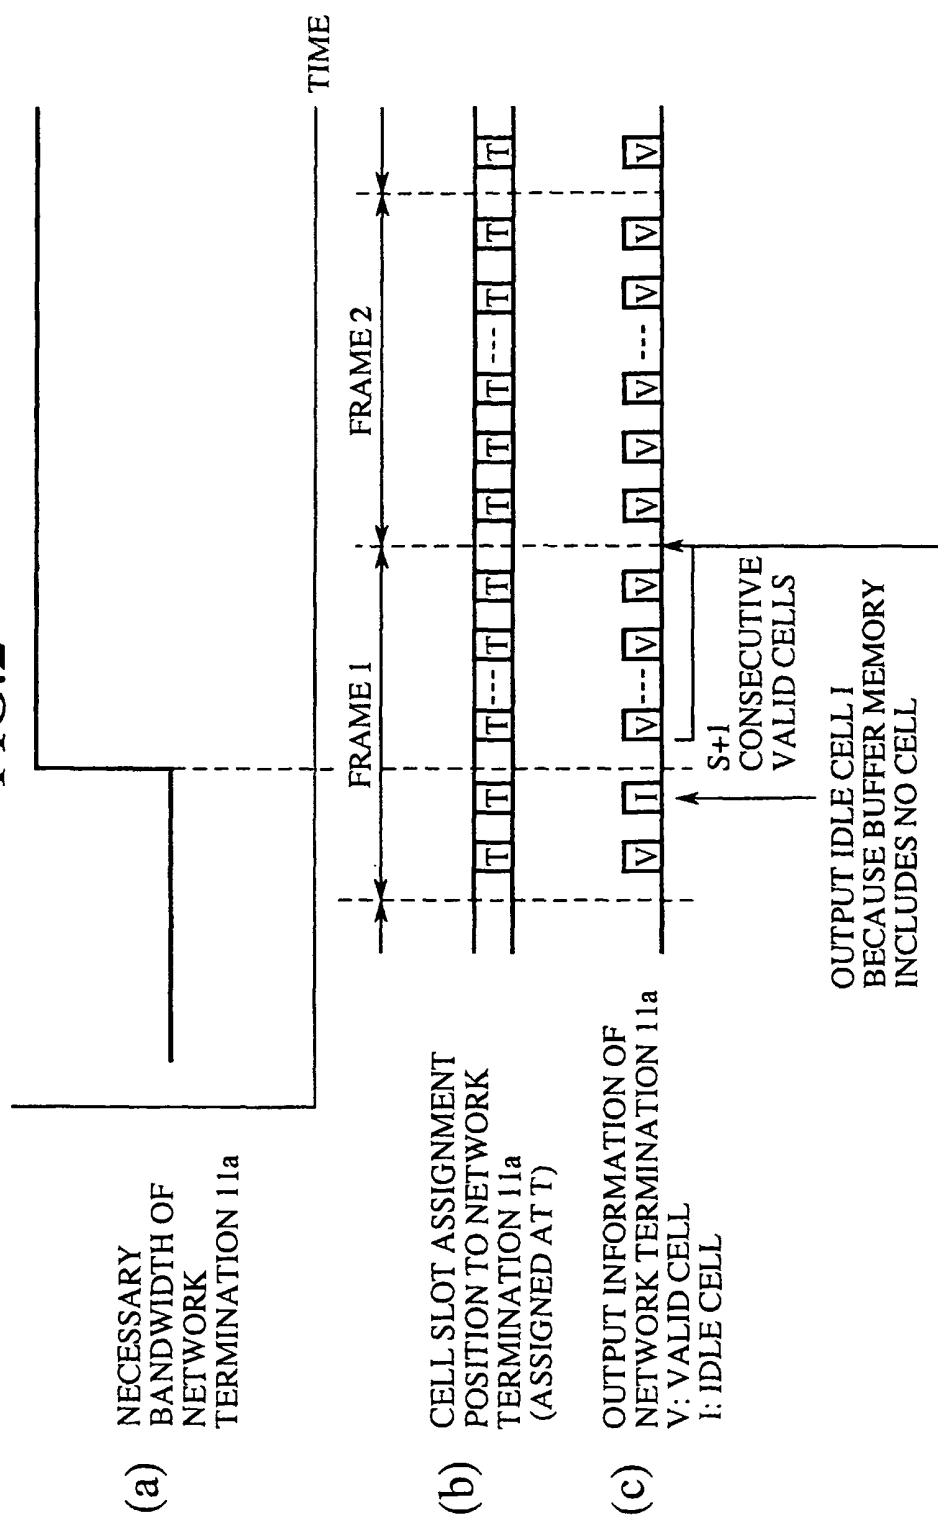 (a)
NECESSARY
BANDWIDTH OF
NETWORK
TERMINATION 11a
TIME
FRAME 1
FRAME 2
(b)
CELL SLOT ASSIGNMENT
POSITION TO NETWORK
TERMINATION 11a
(ASSIGNED AT T)
T T T --- T T T T T --- T T T
(c)
OUTPUT INFORMATION OF
NETWORK TERMINATION 11a
V: VALID CELL
I: IDLE CELL
V I V ---- V V V V V --- V V V
S+1
CONSECUTIVE
VALID CELLS
OUTPUT IDLE CELL I
BECAUSE BUFFER MEMORY
INCLUDES NO CELL